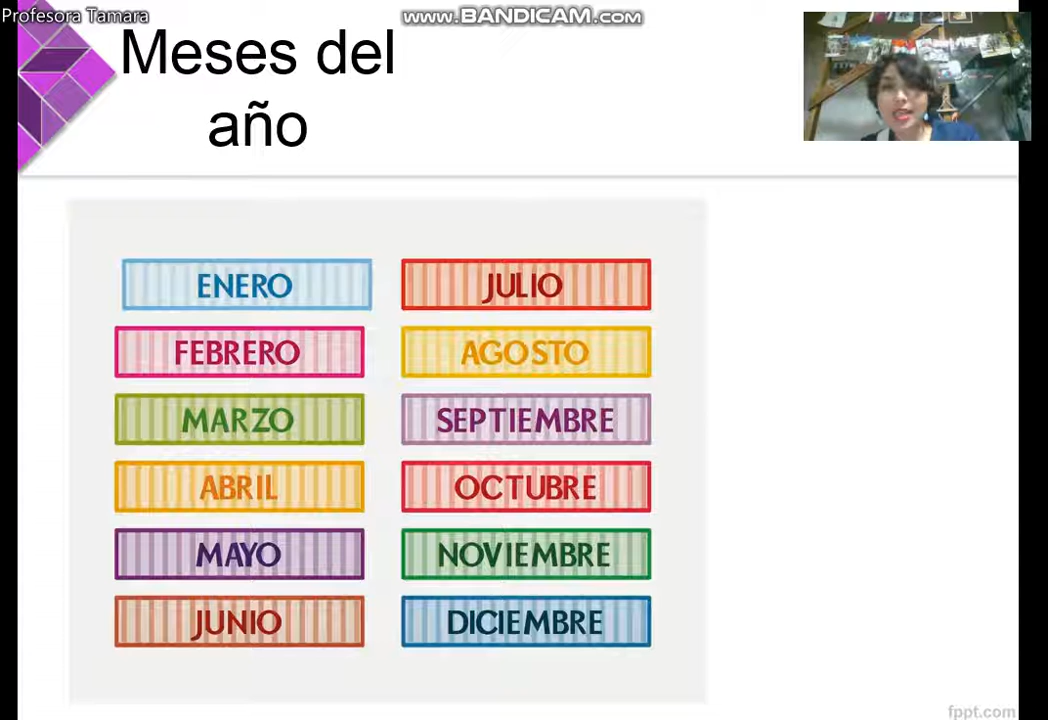 Profesora Tamara
www.BANDICAM.com
Meses del
año
ENERO
FEBRERO
MARZO
ABRIL
MAYO
JUNIO
JULIO
AGOSTO
SEPTIEMBRE
OCTUBRE
NOVIEMBRE
DICIEMBRE
fppt.com